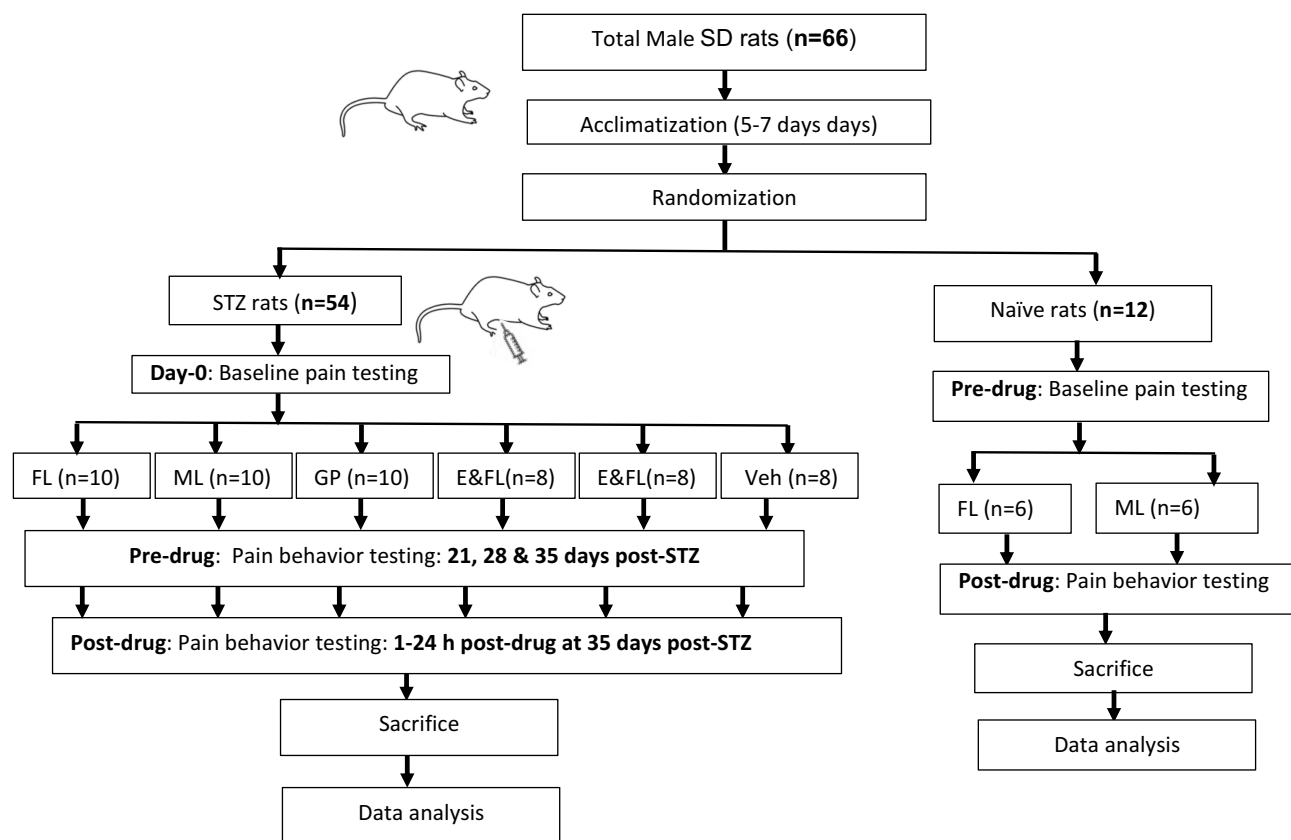 Total Male SD rats (n=66)
Acclimatization (5-7 days days)
Randomization
STZ rats (n=54)
Naïve rats (n=12)
Day-0: Baseline pain testing
Pre-drug: Baseline pain testing
FL (n=10)
ML (n=10)
GP (n=10)
E&FL(n=8)
E&FL(n=8)
Veh (n=8)
FL (n=6)
ML (n=6)
Pre-drug: Pain behavior testing: 21, 28 & 35 days post-STZ
Post-drug: Pain behavior testing
Post-drug: Pain behavior testing: 1-24 h post-drug at 35 days post-STZ
Sacrifice
Sacrifice
Data analysis
Data analysis